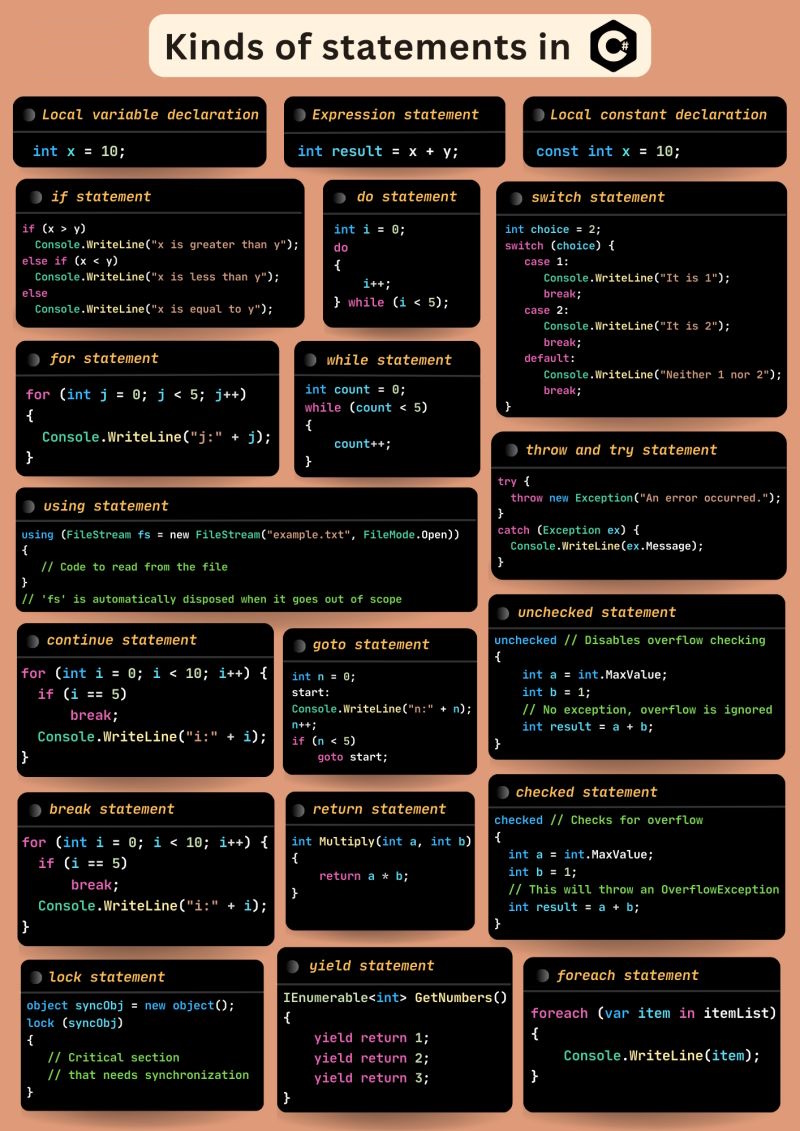 Kinds of statements in C#
Local variable declaration
int x = 10;
Expression statement
int result = x + y;
Local constant declaration
const int x = 10;
if statement
if (x > y)
Console.WriteLine("x is greater than y");
else if (x < y)
Console.WriteLine("x is less than y");
else
Console.WriteLine("x is equal to y");
do statement
int i = 0;
do
{
i++;
} while (i < 5);
switch statement
int choice = 2;
switch (choice) {
case 1:
Console.WriteLine("It is 1");
break;
case 2:
Console.WriteLine("It is 2");
break;
default:
Console.WriteLine("Neither 1 nor 2");
break;
}
for statement
for (int j = 0; j < 5; j++)
{
Console.WriteLine("j:" + j);
}
while statement
int count = 0;
while (count < 5)
{
count++;
}
throw and try statement
try {
throw new Exception("An error occurred.");
}
catch (Exception ex) {
Console.WriteLine(ex.Message);
}
using statement
using (FileStream fs = new FileStream("example.txt", FileMode.Open))
{
// Code to read from the file
}
// 'fs' is automatically disposed when it goes out of scope
unchecked statement
unchecked // Disables overflow checking
{
int a = int.MaxValue;
int b = 1;
// No exception, overflow is ignored
int result = a + b;
}
continue statement
for (int i = 0; i < 10; i++) {
if (i == 5)
break;
Console.WriteLine("i:" + i);
}
goto statement
int n = 0;
start:
Console.WriteLine("n:" + n);
n++;
if (n < 5)
goto start;
checked statement
checked // Checks for overflow
{
int a = int.MaxValue;
int b = 1;
// This will throw an OverflowException
int result = a + b;
}
break statement
for (int i = 0; i < 10; i++) {
if (i == 5)
break;
Console.WriteLine("i:" + i);
}
return statement
int Multiply(int a, int b)
{
return a * b;
}
lock statement
object syncObj = new object();
lock (syncObj)
{
// Critical section
// that needs synchronization
}
yield statement
IEnumerable<int> GetNumbers()
{
yield return 1;
yield return 2;
yield return 3;
}
foreach statement
foreach (var item in itemList)
{
Console.WriteLine(item);
}